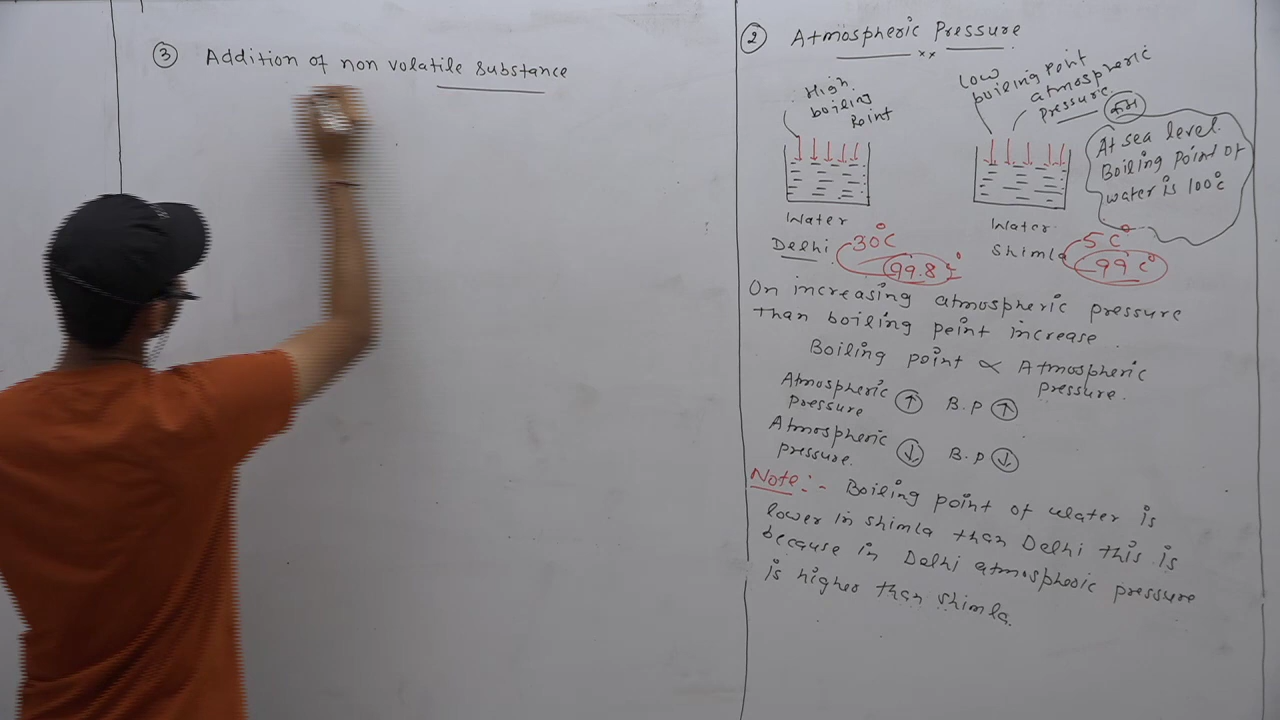 ③ Addition of non volatile substance
② Atmospheric Pressure
High
boiling
Point
Low
boiling point
atmospheric
pressure.
कम
At sea level.
Boiling Point of
water is 100°c
Water
Delhi 30°C
99.8°c
Water
Shimla 5 c°
99 c°
On increasing atmospheric pressure
than boiling peint increase.
Boiling point ∝ Atmospheric
pressure.
Atmospheric
pressure ↑ B.P ↑
Atmospheric
pressure. ↓ B.P ↓
Note:- Boiling point of water is
lower in shimla than Delhi this is
because in Delhi atmospheric pressure
is higher than shimla.